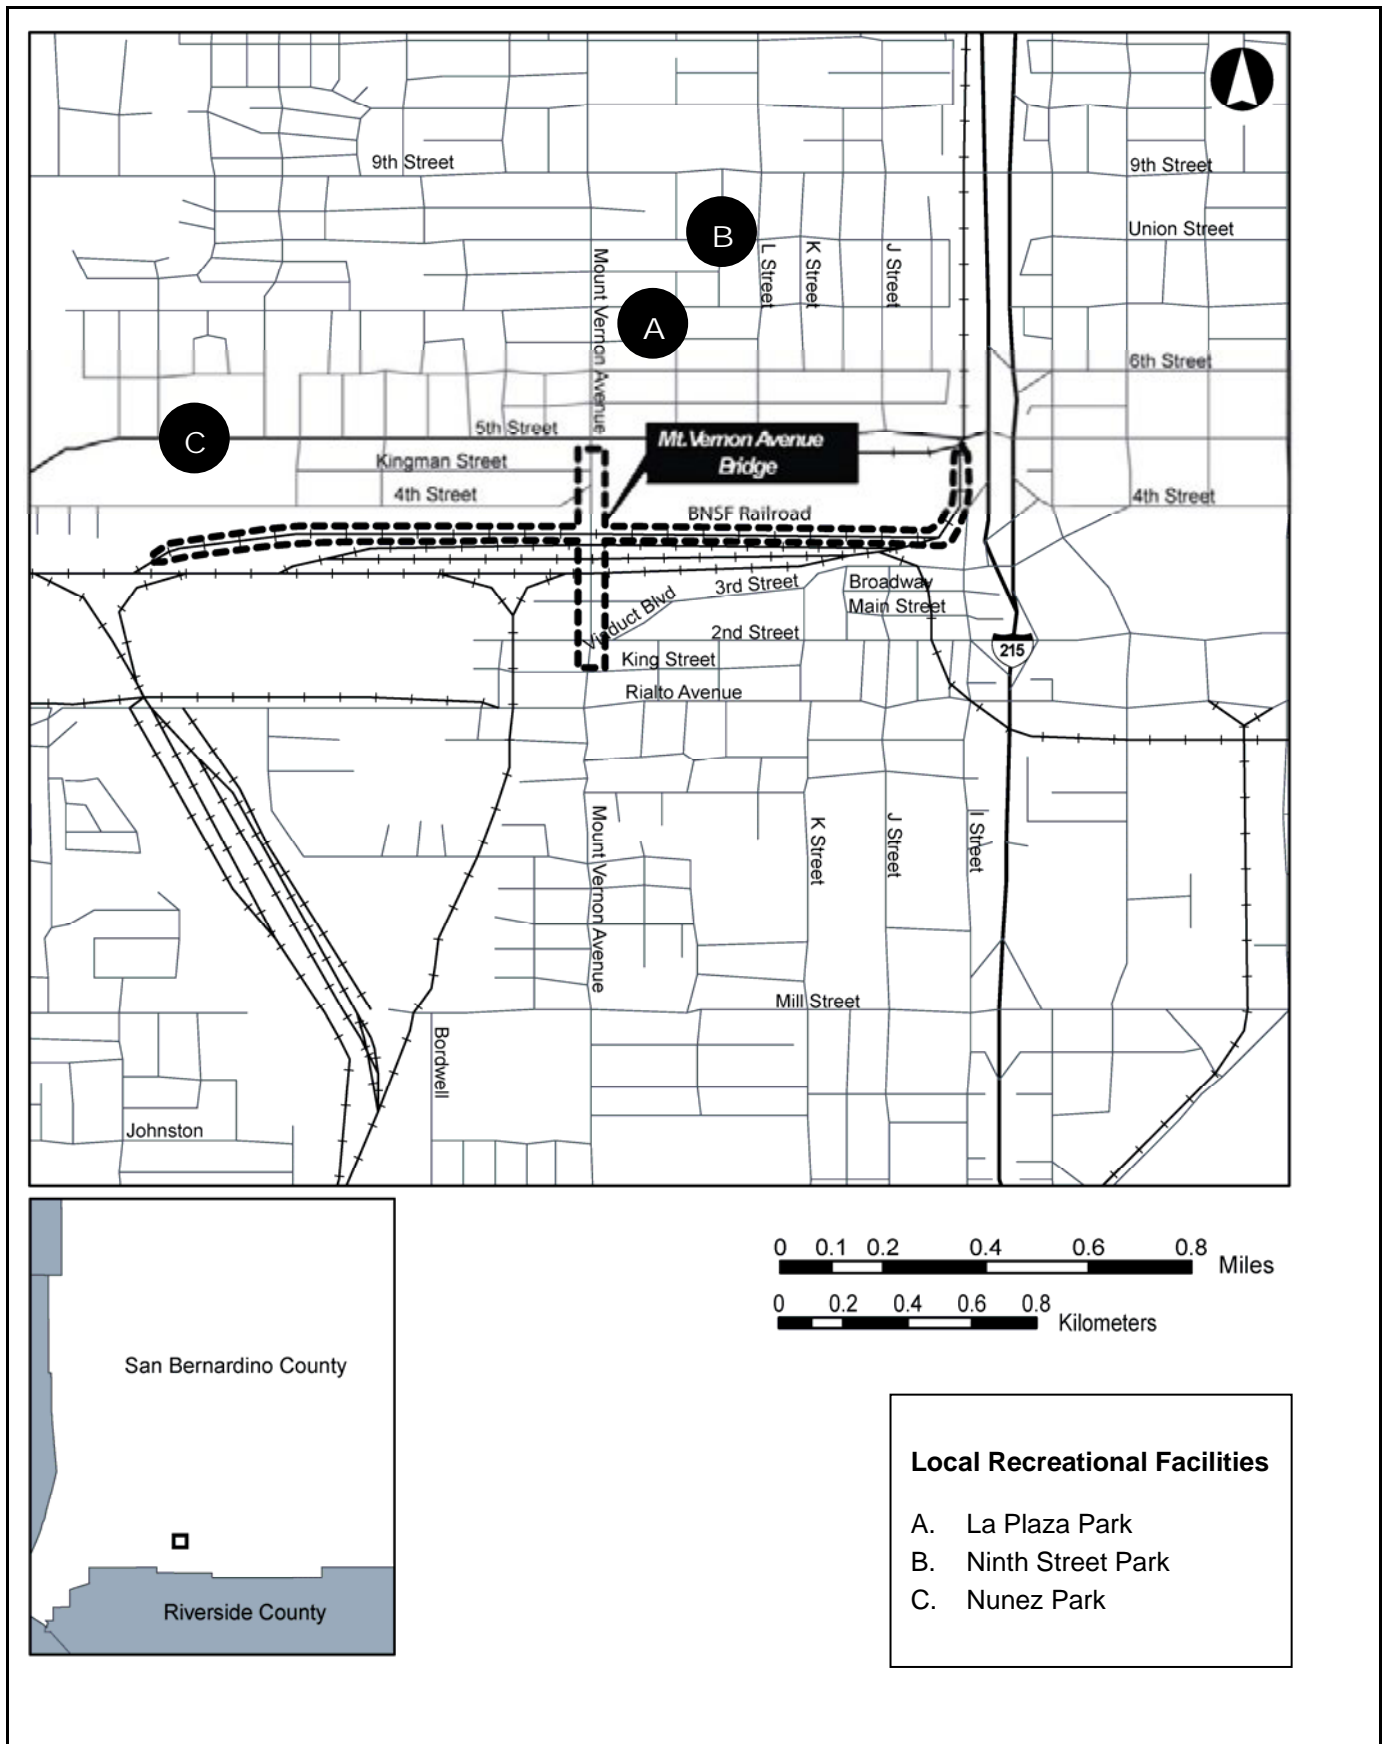 9th Street
9th Street
B
Union Street
Mount Vernon Avenue
L Street
K Street
J Street
A
6th Street
C
5th Street
Mt. Vernon Avenue
Bridge
Kingman Street
4th Street
4th Street
BNSF Railroad
3rd Street
Broadway
Main Street
Viaduct Blvd
2nd Street
215
King Street
Rialto Avenue
Mount Vernon Avenue
K Street
J Street
I Street
Mill Street
Bordwell
Johnston
0 0.1 0.2 0.4 0.6 0.8
Miles
0 0.2 0.4 0.6 0.8
Kilometers
San Bernardino County
Riverside County
Local Recreational Facilities
A. La Plaza Park
B. Ninth Street Park
C. Nunez Park